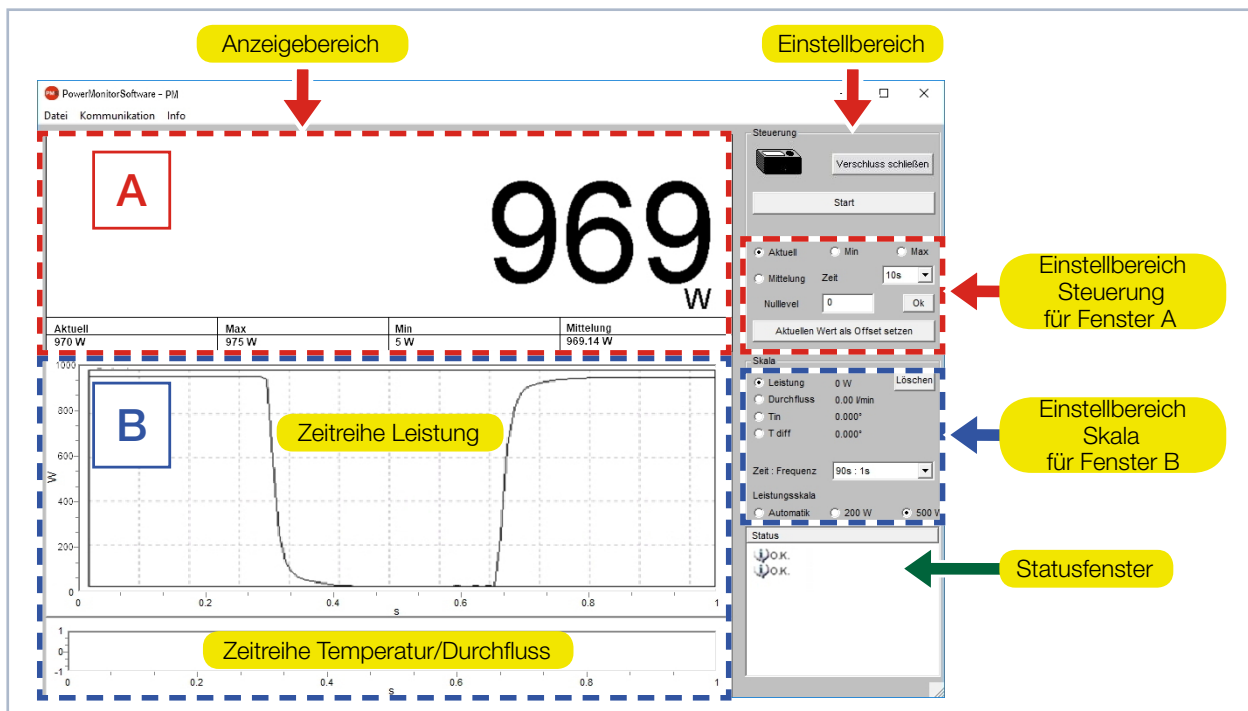 Anzeigebereich
Einstellbereich
PM PowerMonitorSoftware - PM
Datei Kommunikation Info
A
969
W
Aktuell Max Min Mittelung
970 W 975 W 5 W 969.14 W
Steuerung
Verschluss schließen
Start
Aktuell Min Max
Mittelung Zeit 10s
Nulllevel 0 Ok
Aktuellen Wert als Offset setzen
Einstellbereich
Steuerung
für Fenster A
B
Zeitreihe Leistung
1000
800
600
400
200
0
W
0 0.2 0.4 0.6 0.8 1
s
Zeitreihe Temperatur/Durchfluss
1
0
-1
0 0.2 0.4 0.6 0.8 1
s
Skala
Leistung 0 W Löschen
Durchfluss 0.00 l/min
Tin 0.000°
T diff 0.000°
Zeit : Frequenz 90s : 1s
Leistungsskala
Automatik 200 W 500 W
Einstellbereich
Skala
für Fenster B
Status
O.K.
O.K.
Statusfenster